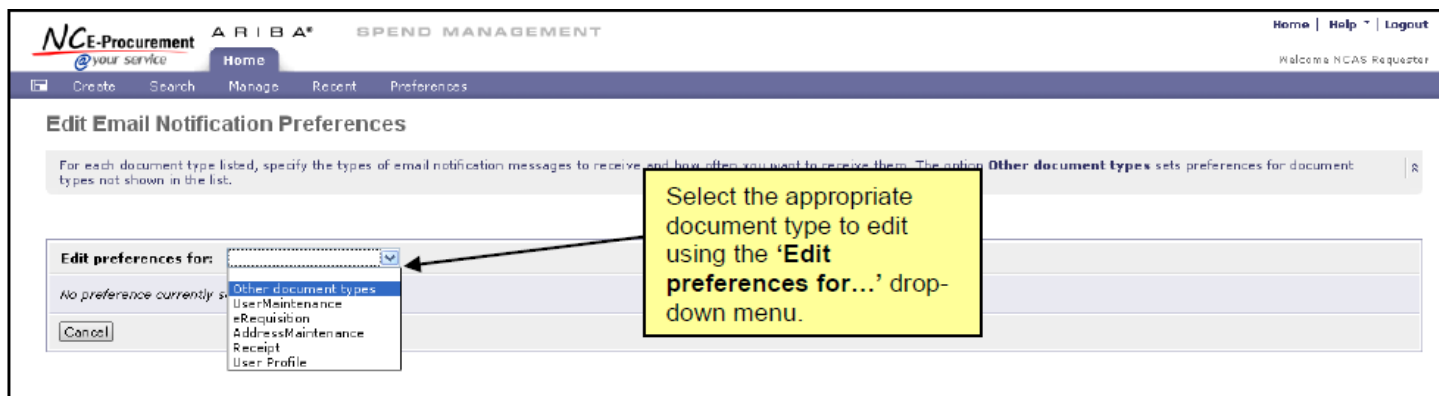 NCE-Procurement
@your service
ARIBA® SPEND MANAGEMENT
Home | Help | Logout
Home
Welcome NCAS Requester
Create Search Manage Recent Preferences
Edit Email Notification Preferences
For each document type listed, specify the types of email notification messages to receive and how often you want to receive them. The option Other document types sets preferences for document
types not shown in the list.
Select the appropriate
document type to edit
using the ‘Edit
preferences for…’ drop-
down menu.
Edit preferences for:
No preference currently
Other document types
UserMaintenance
eRequisition
AddressMaintenance
Receipt
User Profile
Cancel